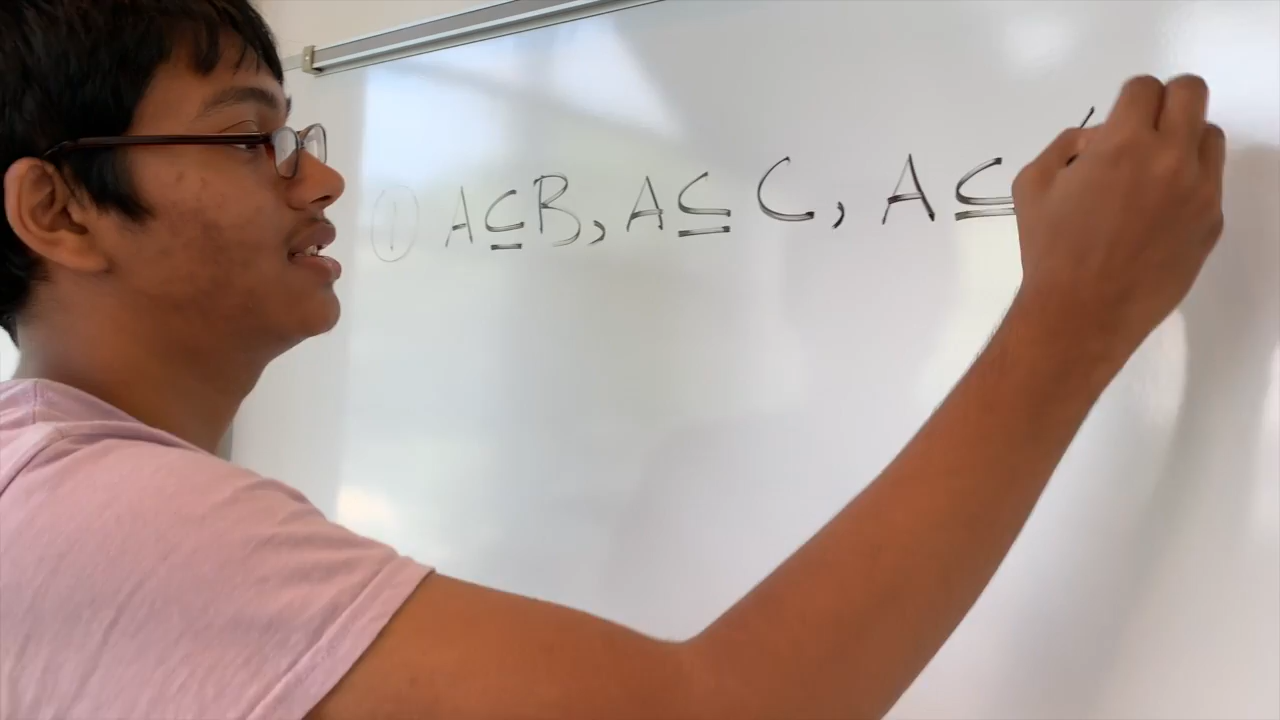 ① A ⊆ B, A ⊆ C, A ⊆